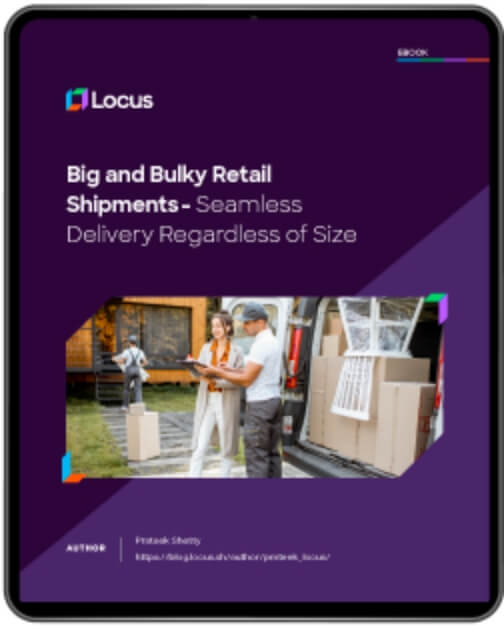 EBOOK
Locus
Big and Bulky Retail
Shipments - Seamless
Delivery Regardless of Size
AUTHOR
Prateek Shetty
https://blog.locus.sh/author/prateek_locus/